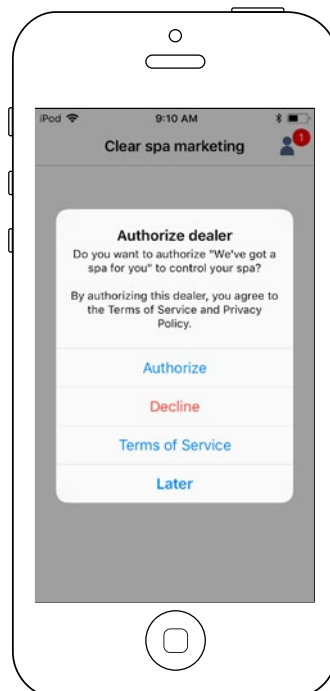 iPod 9:10 AM
Clear spa marketing 1
Authorize dealer
Do you want to authorize "We've got a
spa for you" to control your spa?
By authorizing this dealer, you agree to
the Terms of Service and Privacy
Policy.
Authorize
Decline
Terms of Service
Later